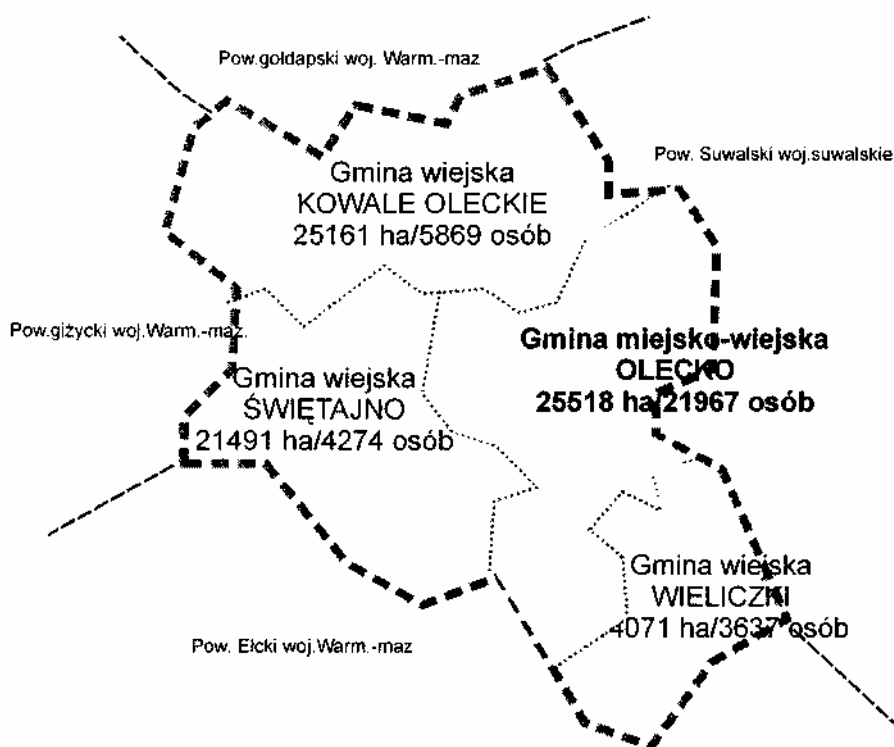 Pow.gołdapski woj. Warm.-maz
Pow. Suwalski woj.suwalskie
Gmina wiejska
KOWALE OLECKIE
25161 ha/5869 osób
Pow.giżycki woj.Warm.-maz.
Gmina miejsko-wiejska
OLECKO
25518 ha/21967 osób
Gmina wiejska
ŚWIĘTAJNO
21491 ha/4274 osób
Gmina wiejska
WIELICZKI
4071 ha/3637 osób
Pow. Ełcki woj.Warm.-maz